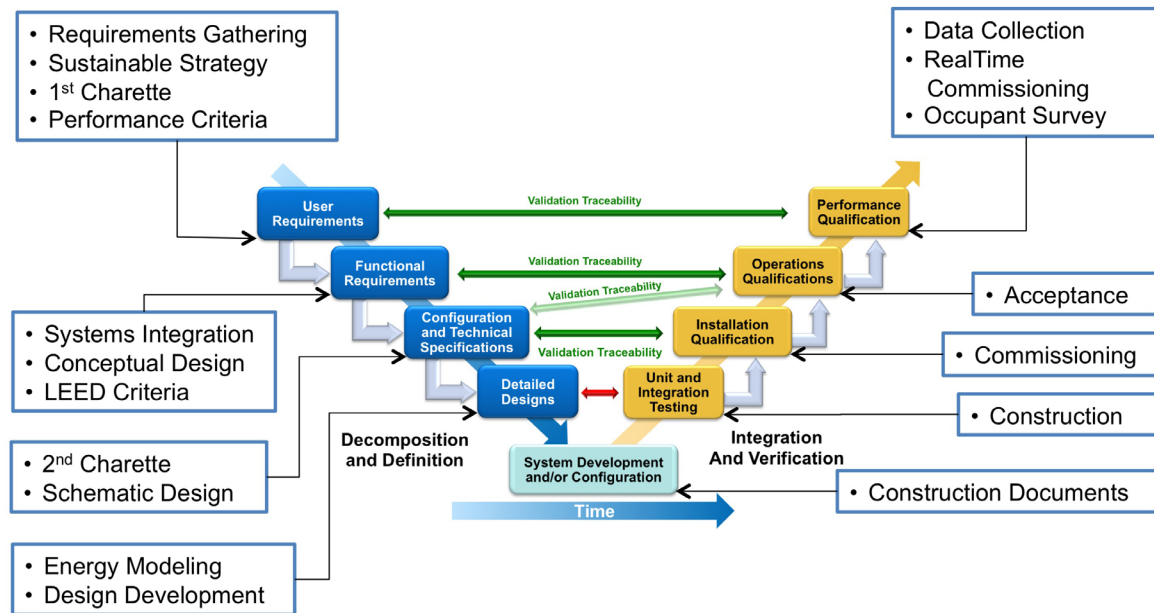 • Requirements Gathering
• Sustainable Strategy
• 1st Charette
• Performance Criteria
• Data Collection
• RealTime
Commissioning
• Occupant Survey
User
Requirements
Validation Traceability
Performance
Qualification
Functional
Requirements
Validation Traceability
Operations
Qualifications
Validation Traceability
Configuration
and Technical
Specifications
Validation Traceability
Installation
Qualification
Detailed
Designs
Unit and
Integration
Testing
Decomposition
and Definition
Integration
And Verification
System Development
and/or Configuration
Time
• Systems Integration
• Conceptual Design
• LEED Criteria
• 2nd Charette
• Schematic Design
• Energy Modeling
• Design Development
• Acceptance
• Commissioning
• Construction
• Construction Documents